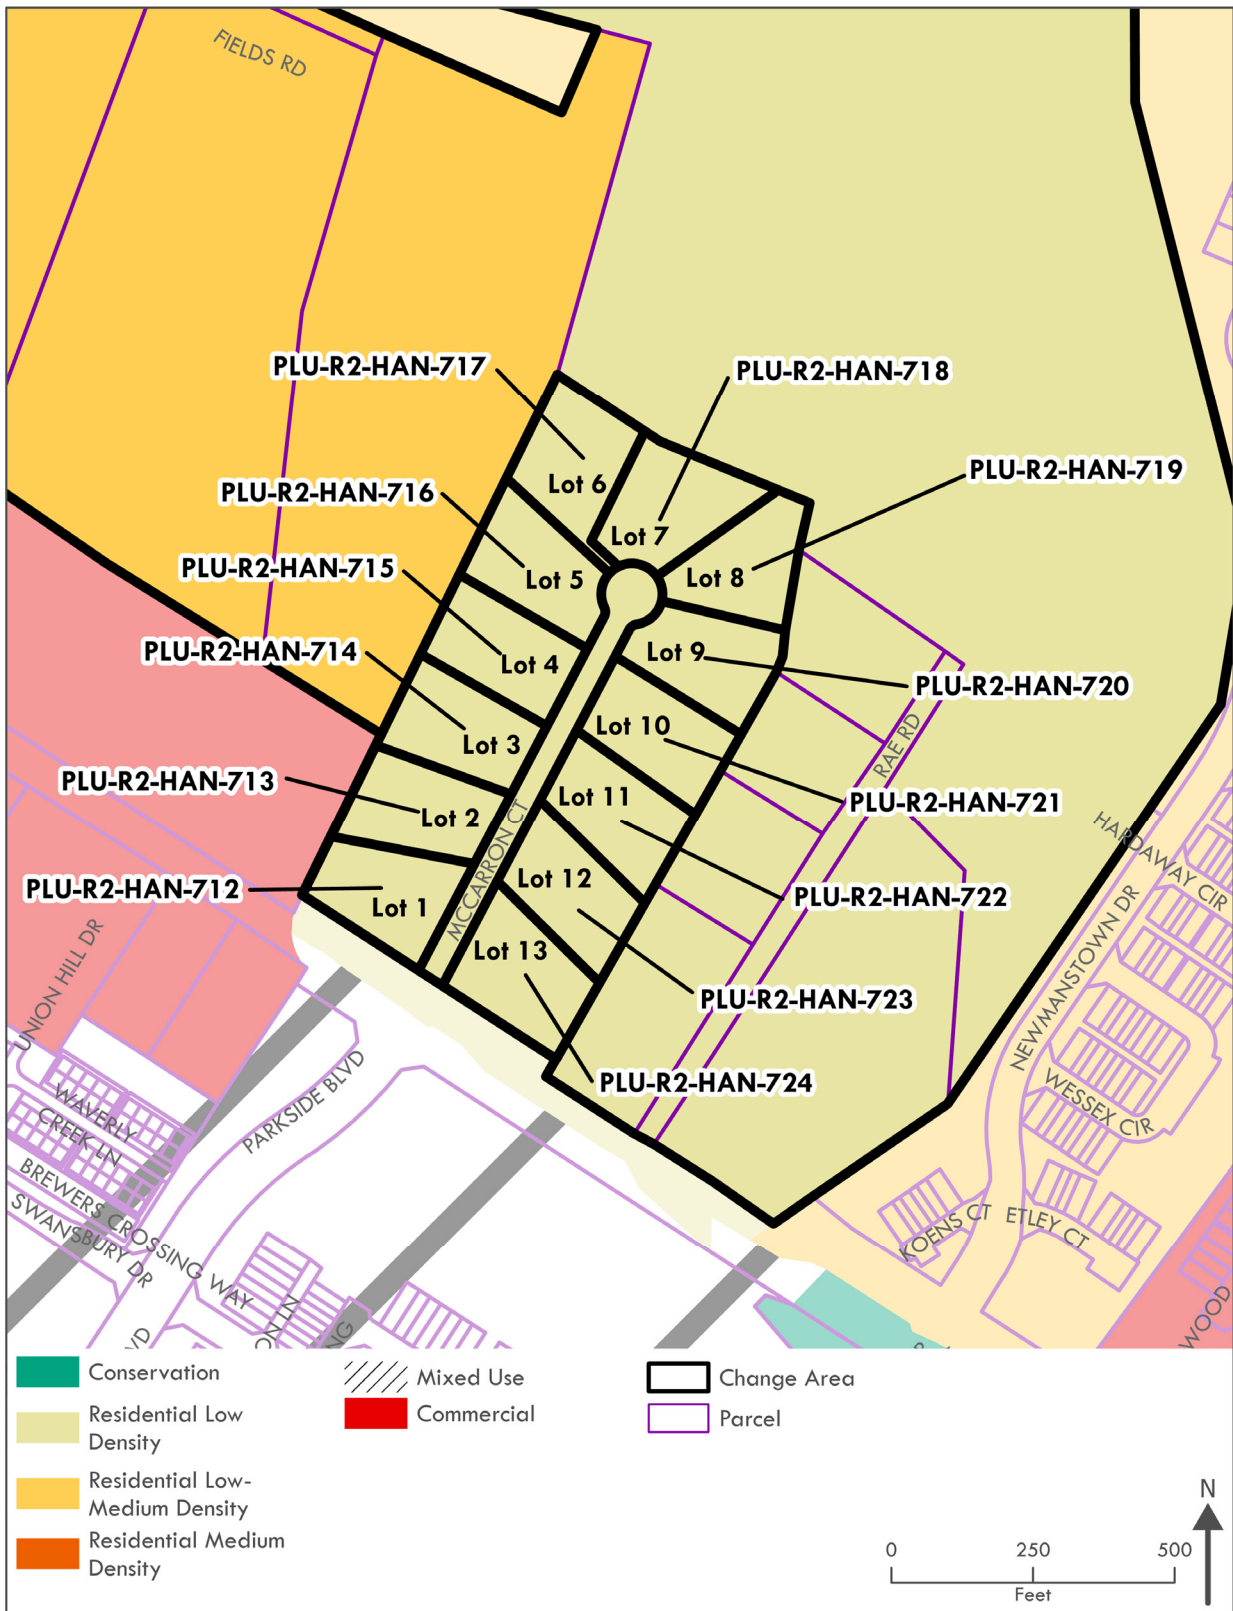 FIELDS RD
PLU-R2-HAN-717
PLU-R2-HAN-718
PLU-R2-HAN-719
Lot 6
PLU-R2-HAN-716
Lot 7
PLU-R2-HAN-715
Lot 5
Lot 8
PLU-R2-HAN-714
Lot 4
Lot 9
PLU-R2-HAN-720
Lot 3
Lot 10
RAE RD
PLU-R2-HAN-713
Lot 2
Lot 11
PLU-R2-HAN-721
MCCARRON CT
HARDAWAY CIR
PLU-R2-HAN-712
Lot 1
Lot 12
PLU-R2-HAN-722
Lot 13
NEWMANSTOWN DR
UNION HILL DR
PLU-R2-HAN-723
PLU-R2-HAN-724
WAVERLY
CREEK LN
PARKSIDE BLVD
WESSEX CIR
BREWERS CROSSING WAY
SWANSBURY DR
KOENS CT
ETLEY CT
WOOD
VD
ON LN
NG
Conservation
Residential Low
Density
Residential Low-
Medium Density
Residential Medium
Density
Mixed Use
Commercial
Change Area
Parcel
N
0 250 500
Feet